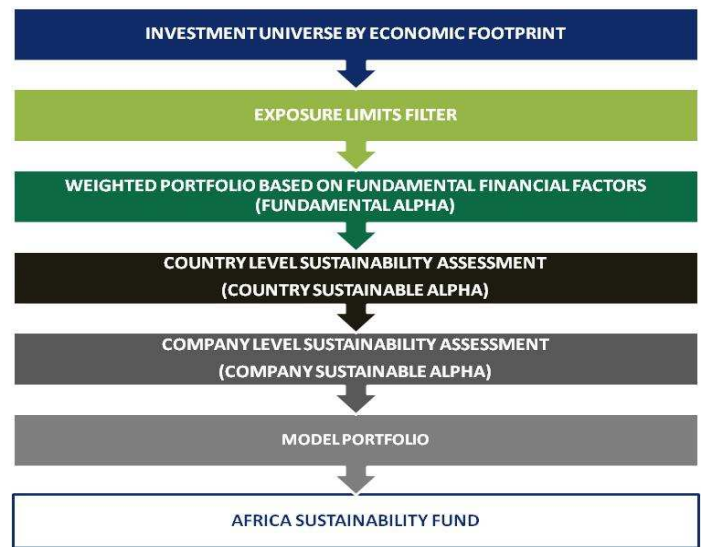 INVESTMENT UNIVERSE BY ECONOMIC FOOTPRINT
EXPOSURE LIMITS FILTER
WEIGHTED PORTFOLIO BASED ON FUNDAMENTAL FINANCIAL FACTORS
(FUNDAMENTAL ALPHA)
COUNTRY LEVEL SUSTAINABILITY ASSESSMENT
(COUNTRY SUSTAINABLE ALPHA)
COMPANY LEVEL SUSTAINABILITY ASSESSMENT
(COMPANY SUSTAINABLE ALPHA)
MODEL PORTFOLIO
AFRICA SUSTAINABILITY FUND